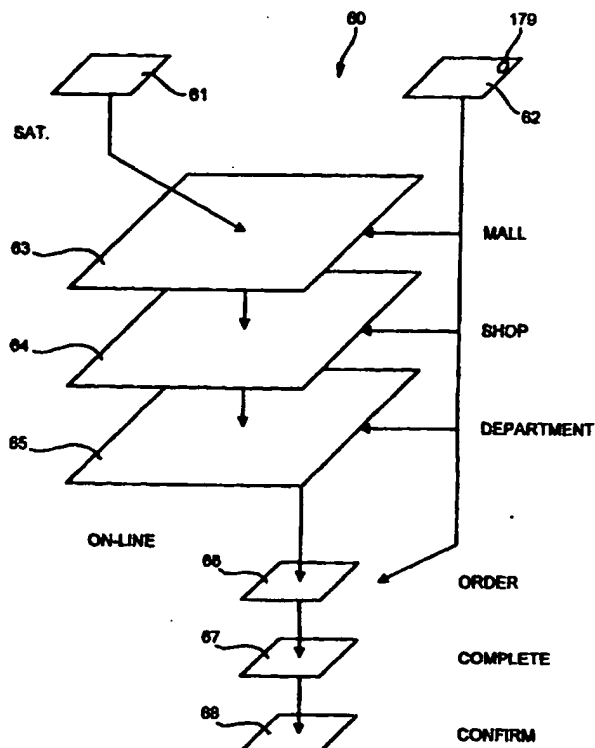 60
179
61
62
SAT.
63
MALL
64
SHOP
65
DEPARTMENT
ON-LINE
66
ORDER
67
COMPLETE
68
CONFIRM